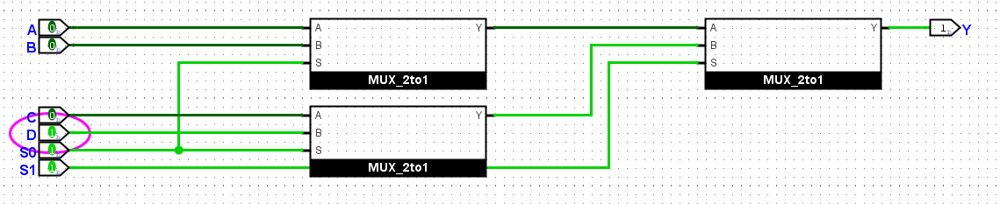 A 0 A Y A Y 1 Y
B 0 B B
S S
MUX_2to1 MUX_2to1
C 0 A Y
D 1 B
S0 1 S
S1 1 MUX_2to1